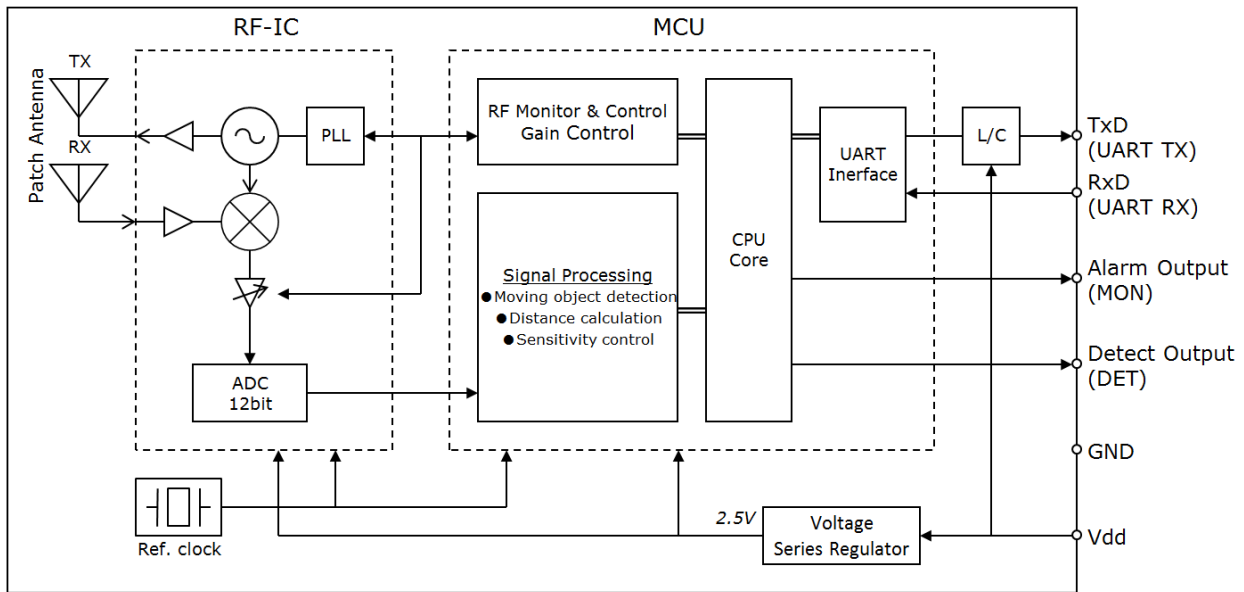 RF-IC
MCU
Patch Antenna
TX
RX
PLL
ADC
12bit
Ref. clock
RF Monitor & Control
Gain Control
Signal Processing
●Moving object detection
●Distance calculation
●Sensitivity control
CPU
Core
UART
Inerface
L/C
TxD
(UART TX)
RxD
(UART RX)
Alarm Output
(MON)
Detect Output
(DET)
GND
Vdd
2.5V
Voltage
Series Regulator